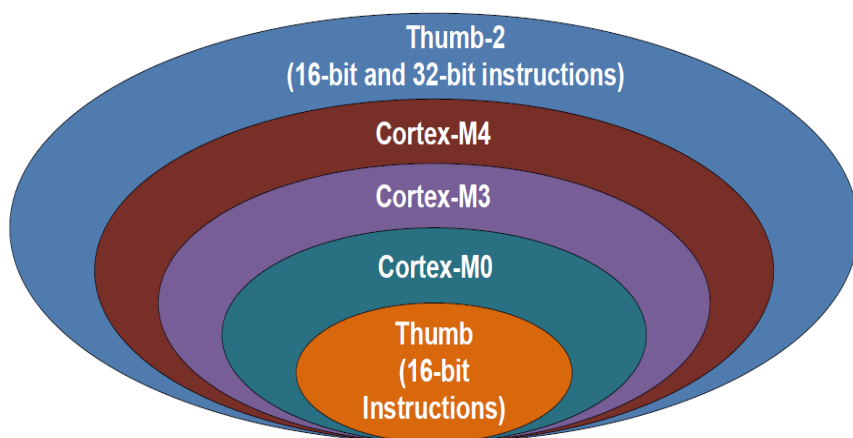 Thumb-2
(16-bit and 32-bit instructions)
Cortex-M4
Cortex-M3
Cortex-M0
Thumb
(16-bit
Instructions)